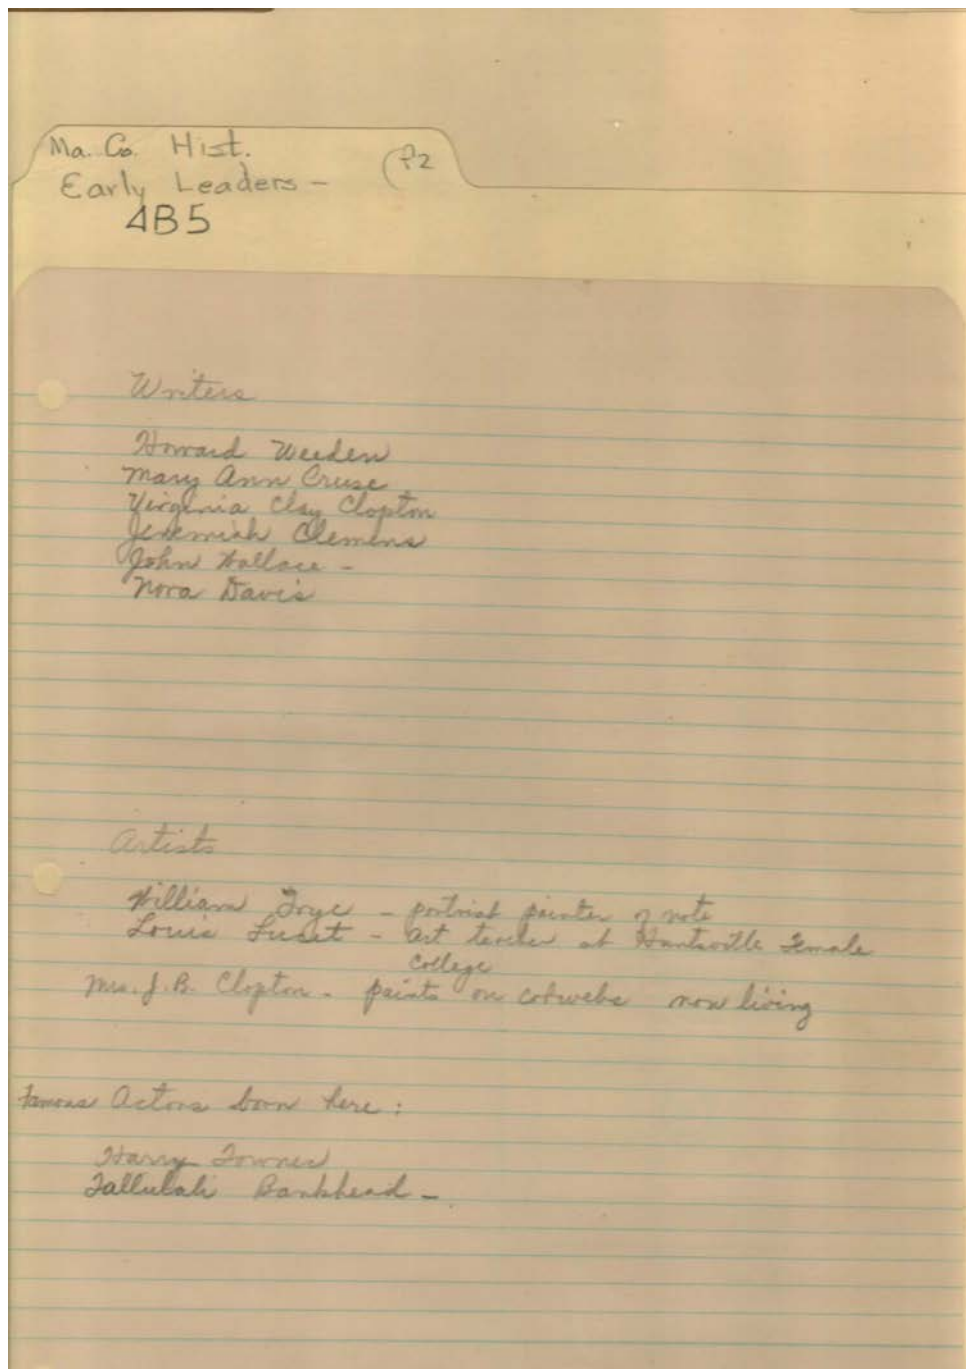 Ma. Co. Hist. (P2
Early Leaders -
4B5
Writers
Howard Weeden
Mary Ann Cruse
Virginia Clay Clopton
Jeremiah Clemens
John Wallace -
Nora Davis
Artists
William Frye - portrait painter of note
Louis - art teacher at Huntsville Female
College
Mrs. J. B. Clopton - paints on cobwebs now living
Famous Actors born here:
Harry Townes
Tallulah Bankhead -